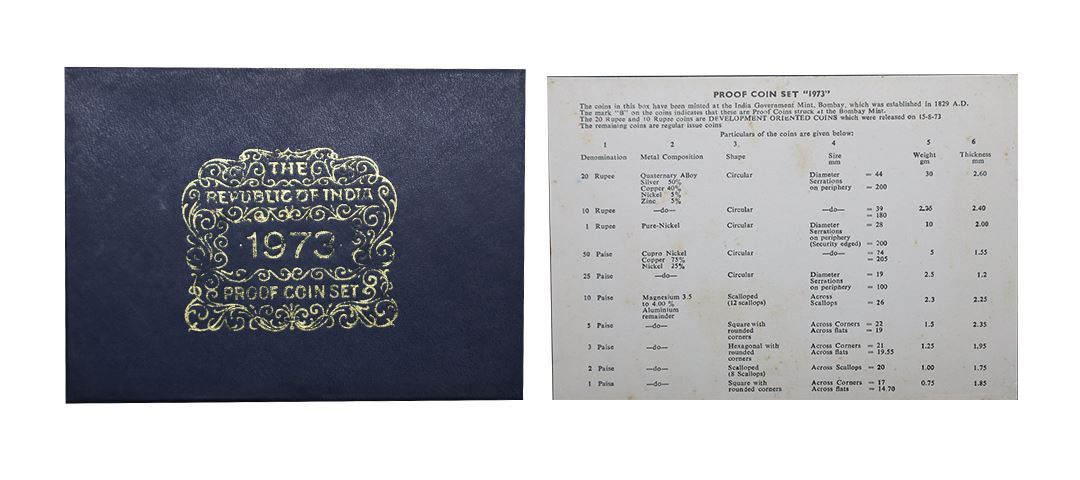 THE
REPUBLIC OF INDIA
1973
PROOF COIN SET
PROOF COIN SET "1973"
The coins in this box have been minted at the India Government Mint, Bombay, which was established in 1829 A.D.
The mark "B" on the coins indicates that these are Proof Coins struck at the Bombay Mint.
The 20 Rupee and 10 Rupee coins are DEVELOPMENT ORIENTED COINS which were released on 15-8-73
The remaining coins are regular issue coins
Particulars of the coins are given below:
1 2 3 4 5 6
Denomination Metal Composition Shape Size Weight Thickness
mm gm mm
20 Rupee Quaternary Alloy Circular Diameter = 44 30 2.60
Silver 50% Serrations
Copper 40% on periphery = 200
Nickel 5%
Zinc 5%
10 Rupee —do— Circular —do— = 39 2.40
= 180
1 Rupee Pure-Nickel Circular Diameter = 28 10 2.00
Serrations
on periphery
(Security edged) = 200
50 Paise Cupro Nickel Circular —do— = 24 5 1.55
Copper 75% = 205
Nickel 25%
25 Paise —do— Circular Diameter = 19 2.5 1.2
Serrations
on periphery = 100
10 Paise Magnesium 3.5 Scalloped Across 2.3 2.25
to 4.00 % (12 scallops) Scallops = 26
Aluminium
remainder
5 Paise —do— Square with Across Corners = 22 1.5 2.35
rounded Across flats = 19
corners
3 Paise —do— Hexagonal with Across Corners = 21 1.25 1.95
rounded Across flats = 19.55
corners
2 Paise —do— Scalloped Across Scallops = 20 1.00 1.75
(8 Scallops)
1 Paisa —do— Square with Across Corners = 17 0.75 1.85
rounded corners Across flats = 14.70